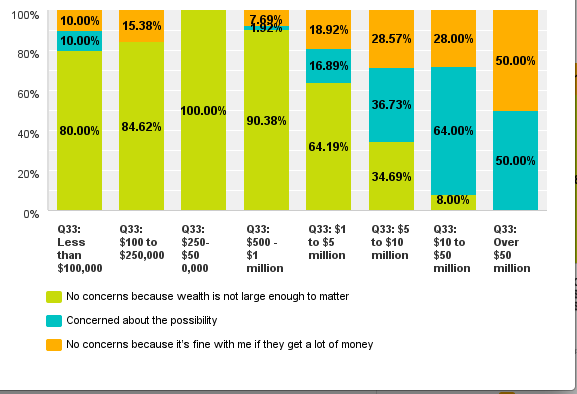 100%
80%
60%
40%
20%
0%
10.00%
10.00%
80.00%
15.38%
84.62%
100.00%
7.69%
1.92%
90.38%
18.92%
16.89%
64.19%
28.57%
36.73%
34.69%
28.00%
64.00%
8.00%
50.00%
50.00%
Q33:
Less
than
$100,000
Q33:
$100 to
$250,000
Q33:
$250-
$50
0,000
Q33:
$500 -
$1
million
Q33: $1
to $5
million
Q33: $5
to $10
million
Q33:
$10 to
$50
million
Q33:
Over
$50
million
No concerns because wealth is not large enough to matter
Concerned about the possibility
No concerns because it's fine with me if they get a lot of money